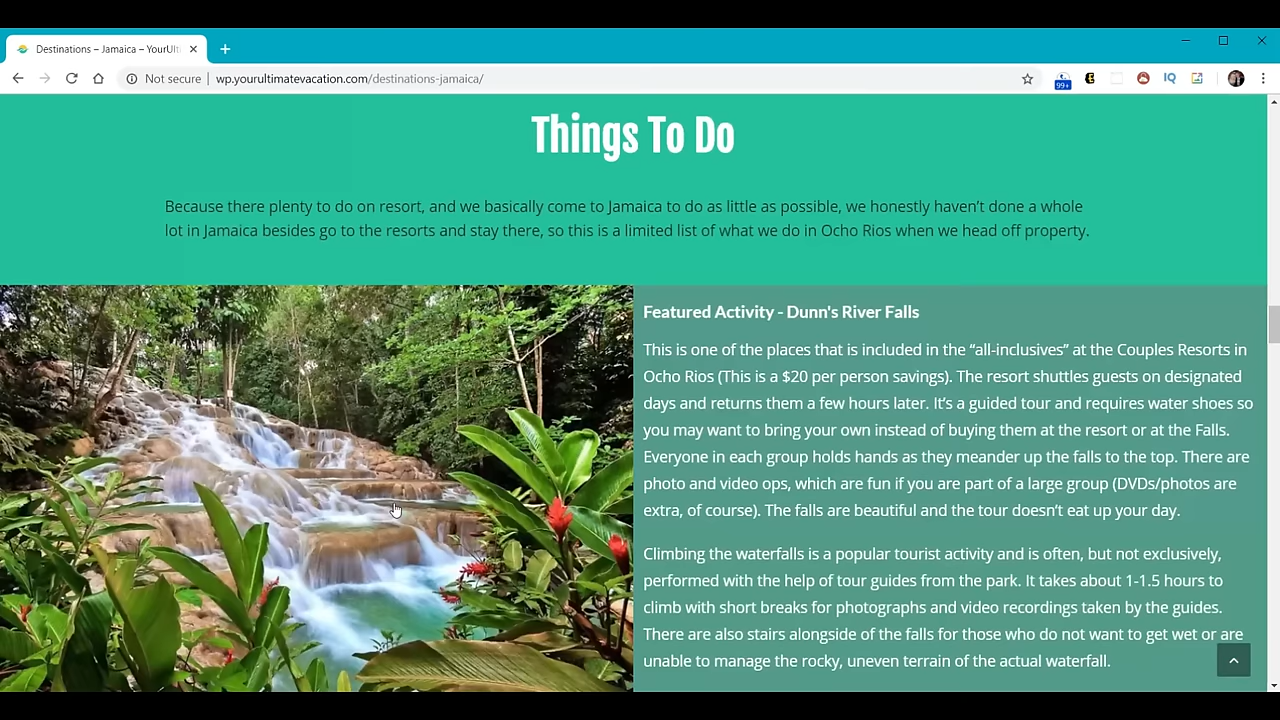 Destinations – Jamaica – YourUlti
Not secure
wp.yourultimatevacation.com/destinations-jamaica/
99+
IQ
Things To Do
Because there plenty to do on resort, and we basically come to Jamaica to do as little as possible, we honestly haven’t done a whole
lot in Jamaica besides go to the resorts and stay there, so this is a limited list of what we do in Ocho Rios when we head off property.
Featured Activity - Dunn's River Falls
This is one of the places that is included in the “all-inclusives” at the Couples Resorts in
Ocho Rios (This is a $20 per person savings). The resort shuttles guests on designated
days and returns them a few hours later. It’s a guided tour and requires water shoes so
you may want to bring your own instead of buying them at the resort or at the Falls.
Everyone in each group holds hands as they meander up the falls to the top. There are
photo and video ops, which are fun if you are part of a large group (DVDs/photos are
extra, of course). The falls are beautiful and the tour doesn’t eat up your day.
Climbing the waterfalls is a popular tourist activity and is often, but not exclusively,
performed with the help of tour guides from the park. It takes about 1-1.5 hours to
climb with short breaks for photographs and video recordings taken by the guides.
There are also stairs alongside of the falls for those who do not want to get wet or are
unable to manage the rocky, uneven terrain of the actual waterfall.